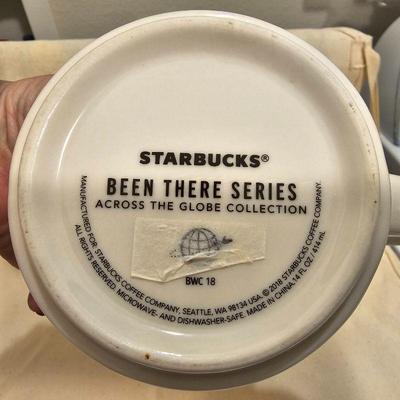 STARBUCKS®
BEEN THERE SERIES
ACROSS THE GLOBE COLLECTION
BWC 18
MANUFACTURED FOR STARBUCKS COFFEE COMPANY, SEATTLE, WA 98134 USA. © 2018 STARBUCKS COFFEE COMPANY.
ALL RIGHTS RESERVED. MICROWAVE- AND DISHWASHER-SAFE. MADE IN CHINA. 14 FL OZ / 414 mL